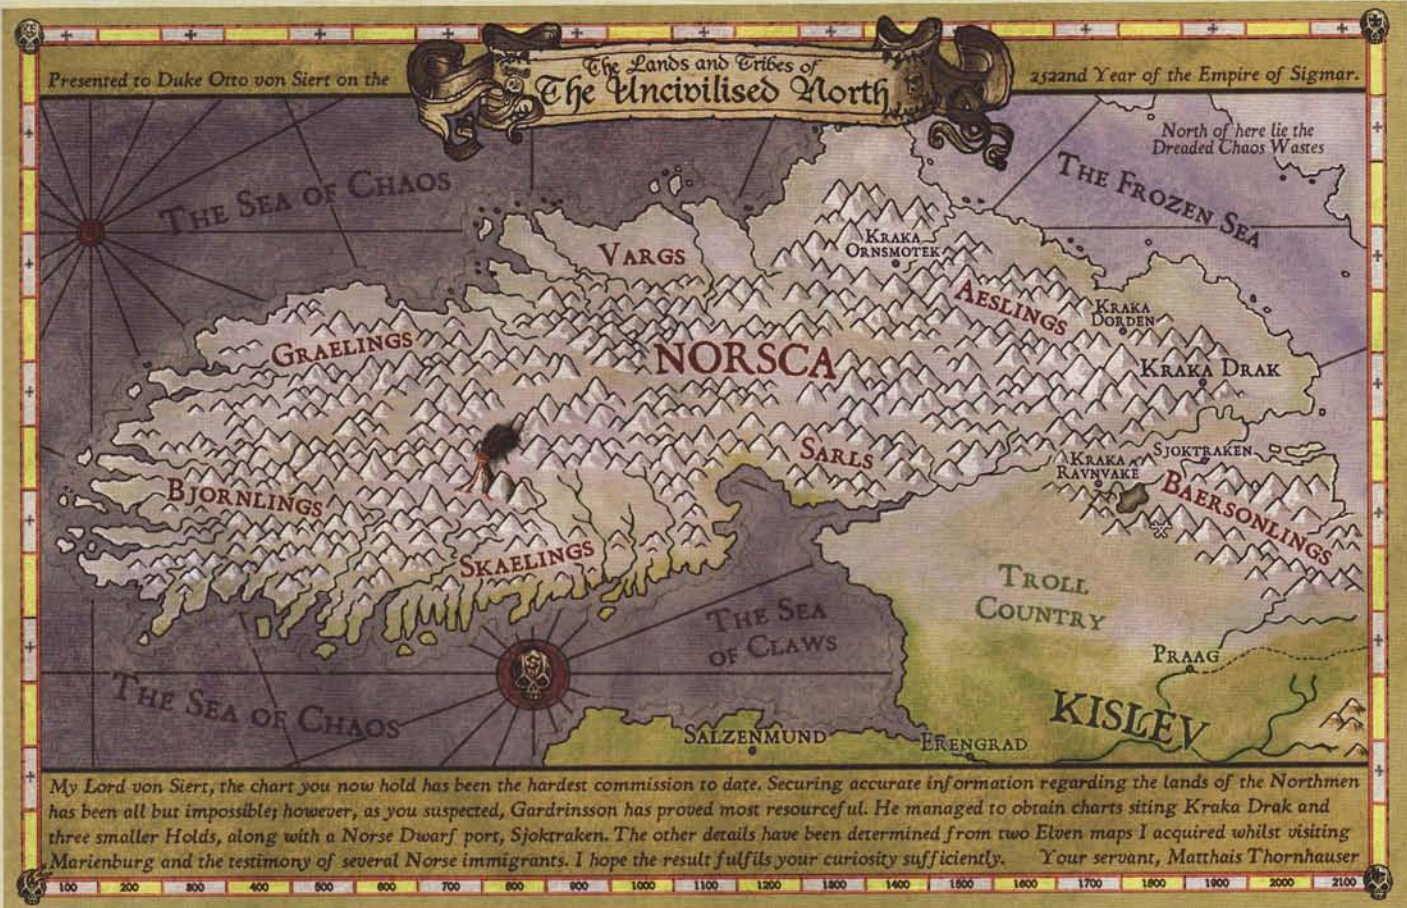 The Lands and Tribes of
The Uncivilised North
Presented to Duke Otto von Siert on the
2522nd Year of the Empire of Sigmar.
North of here lie the
Dreaded Chaos Wastes
THE FROZEN SEA
THE SEA OF CHAOS
VARGS
KRAKA
ORNSMOTEK
AESLINGS
KRAKA
DORDEN
GRAELINGS
NORSCA
KRAKA DRAK
SARLS
SJOKTRAKEN
KRAKA
RAVNVAKE
BAERSONLINGS
BJORNLINGS
SKAELINGS
TROLL
COUNTRY
THE SEA
OF CLAWS
PRAAG
THE SEA OF CHAOS
KISLEV
SALZENMUND
ERENGRAD
My Lord von Siert, the chart you now hold has been the hardest commission to date. Securing accurate information regarding the lands of the Northmen
has been all but impossible; however, as you suspected, Gardrinsson has proved most resourceful. He managed to obtain charts siting Kraka Drak and
three smaller Holds, along with a Norse Dwarf port, Sjoktraken. The other details have been determined from two Elven maps I acquired whilst visiting
Marienburg and the testimony of several Norse immigrants. I hope the result fulfils your curiosity sufficiently. Your servant, Matthais Thornhauser
100 200 300 400 500 600 700 800 900 1000 1100 1200 1300 1400 1500 1600 1700 1800 1900 2000 2100